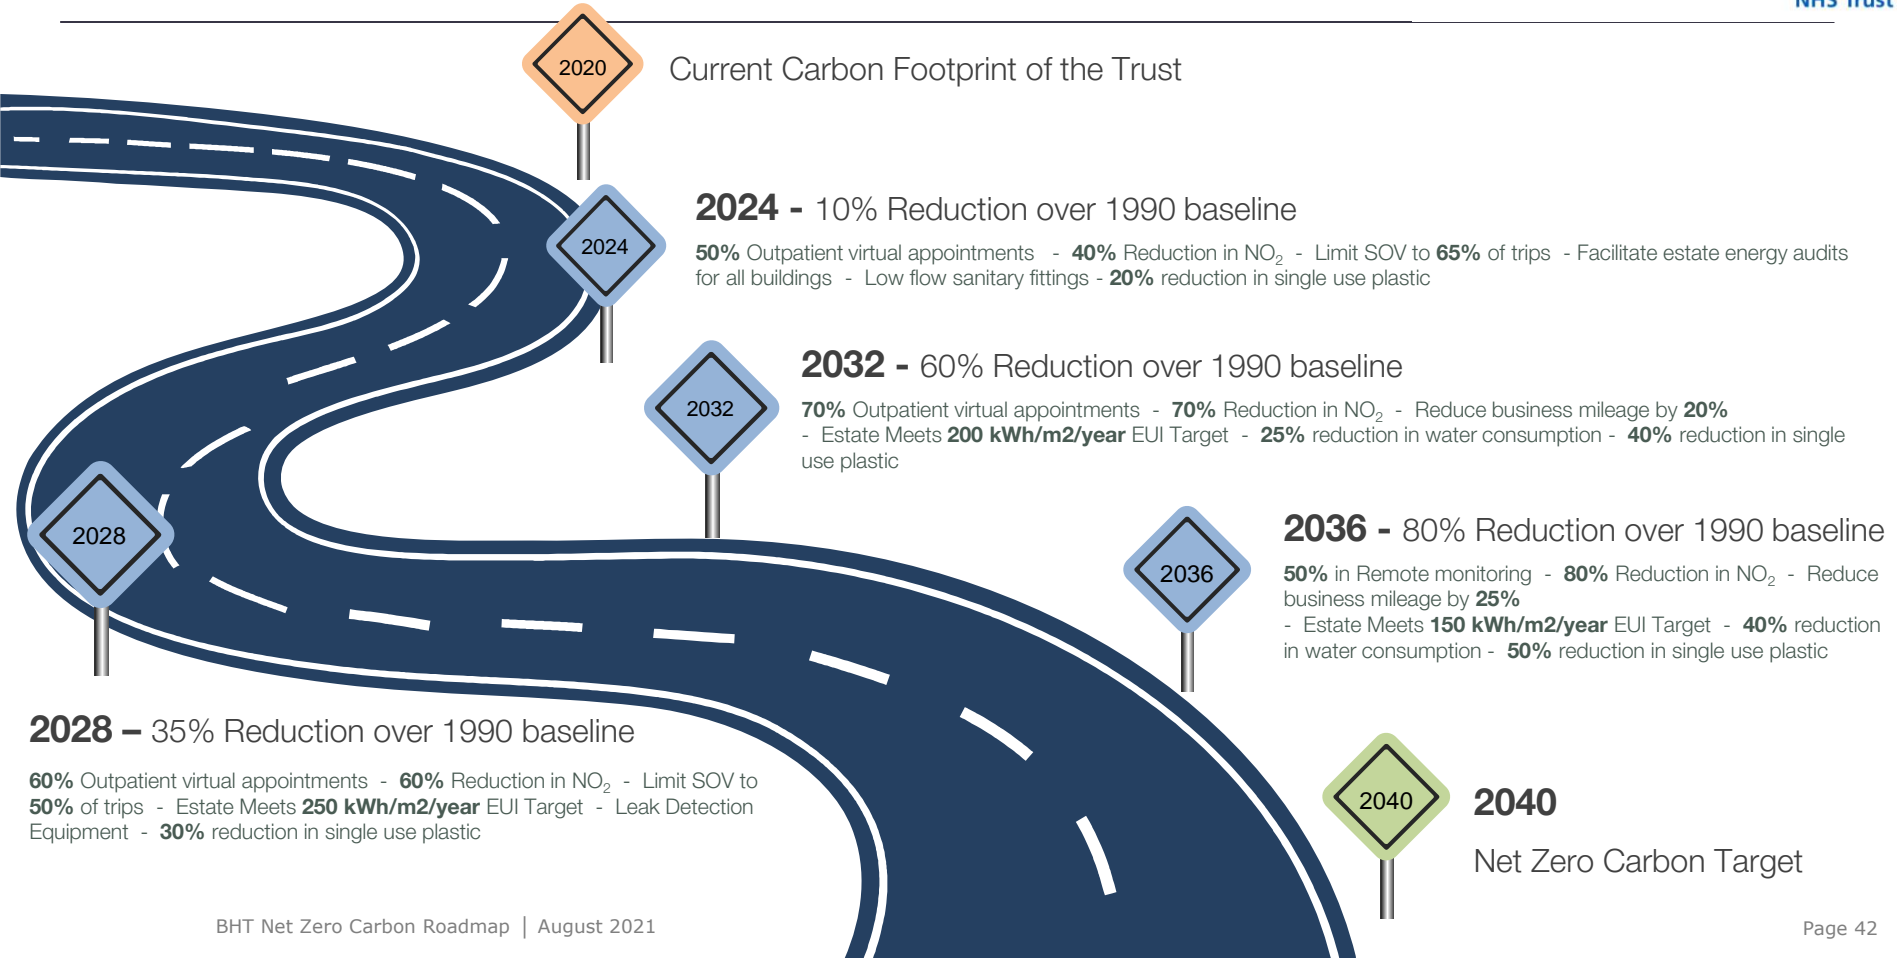 NHS Trust
2020
Current Carbon Footprint of the Trust
2024
2024 - 10% Reduction over 1990 baseline
50% Outpatient virtual appointments - 40% Reduction in NO₂ - Limit SOV to 65% of trips - Facilitate estate energy audits
for all buildings - Low flow sanitary fittings - 20% reduction in single use plastic
2032
2032 - 60% Reduction over 1990 baseline
70% Outpatient virtual appointments - 70% Reduction in NO₂ - Reduce business mileage by 20%
- Estate Meets 200 kWh/m2/year EUI Target - 25% reduction in water consumption - 40% reduction in single
use plastic
2028
2036
2036 - 80% Reduction over 1990 baseline
50% in Remote monitoring - 80% Reduction in NO₂ - Reduce
business mileage by 25%
- Estate Meets 150 kWh/m2/year EUI Target - 40% reduction
in water consumption - 50% reduction in single use plastic
2028 – 35% Reduction over 1990 baseline
60% Outpatient virtual appointments - 60% Reduction in NO₂ - Limit SOV to
50% of trips - Estate Meets 250 kWh/m2/year EUI Target - Leak Detection
Equipment - 30% reduction in single use plastic
2040
2040
Net Zero Carbon Target
BHT Net Zero Carbon Roadmap | August 2021
Page 42